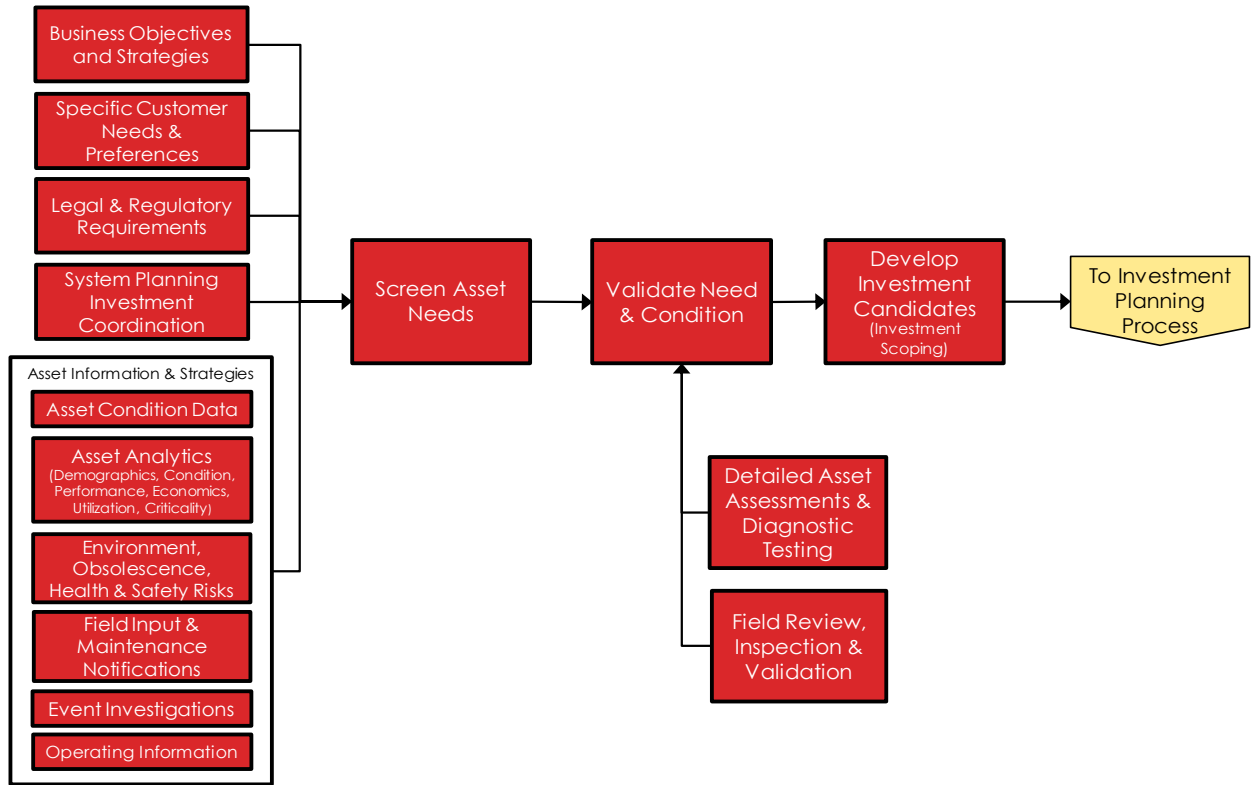 Business Objectives
and Strategies
Specific Customer
Needs &
Preferences
Legal & Regulatory
Requirements
System Planning
Investment
Coordination
Asset Information & Strategies
Asset Condition Data
Asset Analytics
(Demographics, Condition,
Performance, Economics,
Utilization, Criticality)
Environment,
Obsolescence,
Health & Safety Risks
Field Input &
Maintenance
Notifications
Event Investigations
Operating Information
Screen Asset
Needs
Validate Need
& Condition
Develop
Investment
Candidates
(Investment
Scoping)
To Investment
Planning
Process
Detailed Asset
Assessments &
Diagnostic
Testing
Field Review,
Inspection &
Validation